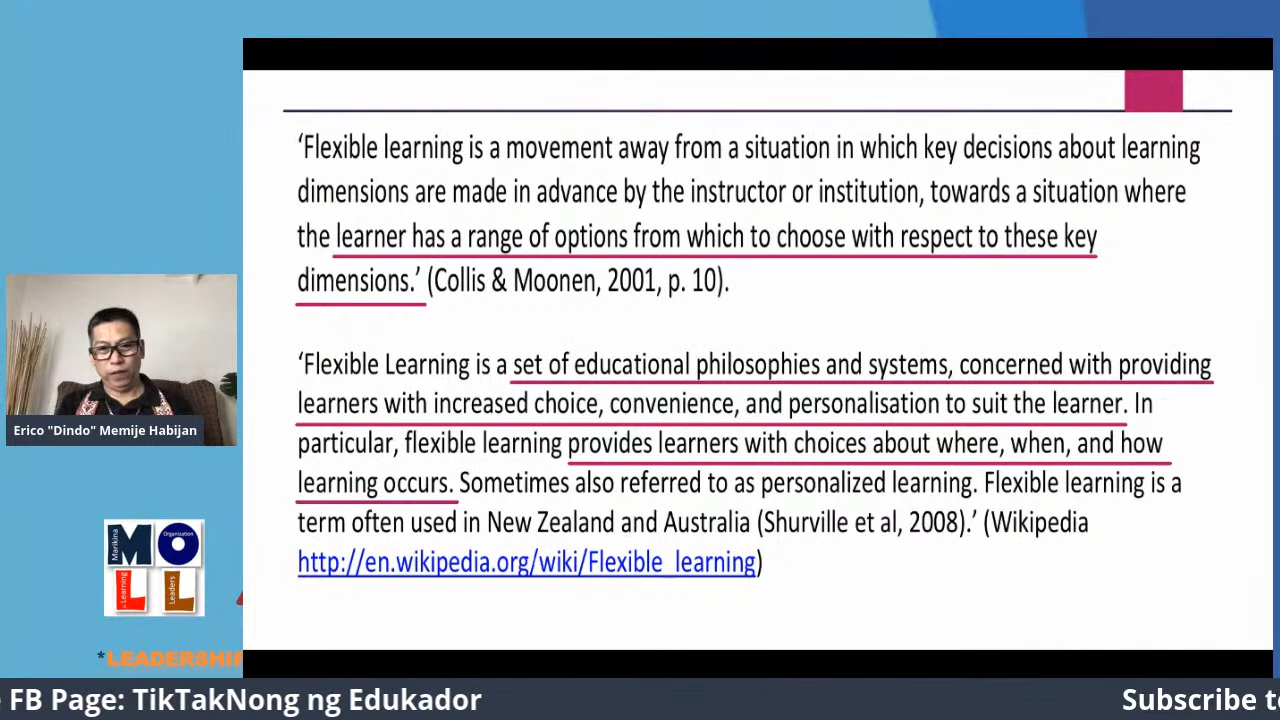 ‘Flexible learning is a movement away from a situation in which key decisions about learning
dimensions are made in advance by the instructor or institution, towards a situation where
the learner has a range of options from which to choose with respect to these key
dimensions.’ (Collis & Moonen, 2001, p. 10).
‘Flexible Learning is a set of educational philosophies and systems, concerned with providing
learners with increased choice, convenience, and personalisation to suit the learner. In
particular, flexible learning provides learners with choices about where, when, and how
learning occurs. Sometimes also referred to as personalized learning. Flexible learning is a
term often used in New Zealand and Australia (Shurville et al, 2008).’ (Wikipedia
http://en.wikipedia.org/wiki/Flexible_learning)
Erico "Dindo" Memije Habijan
Marikina
Organization
of Learning
Leaders
*LEADERSHIP
FB Page: TikTakNong ng Edukador
Subscribe to